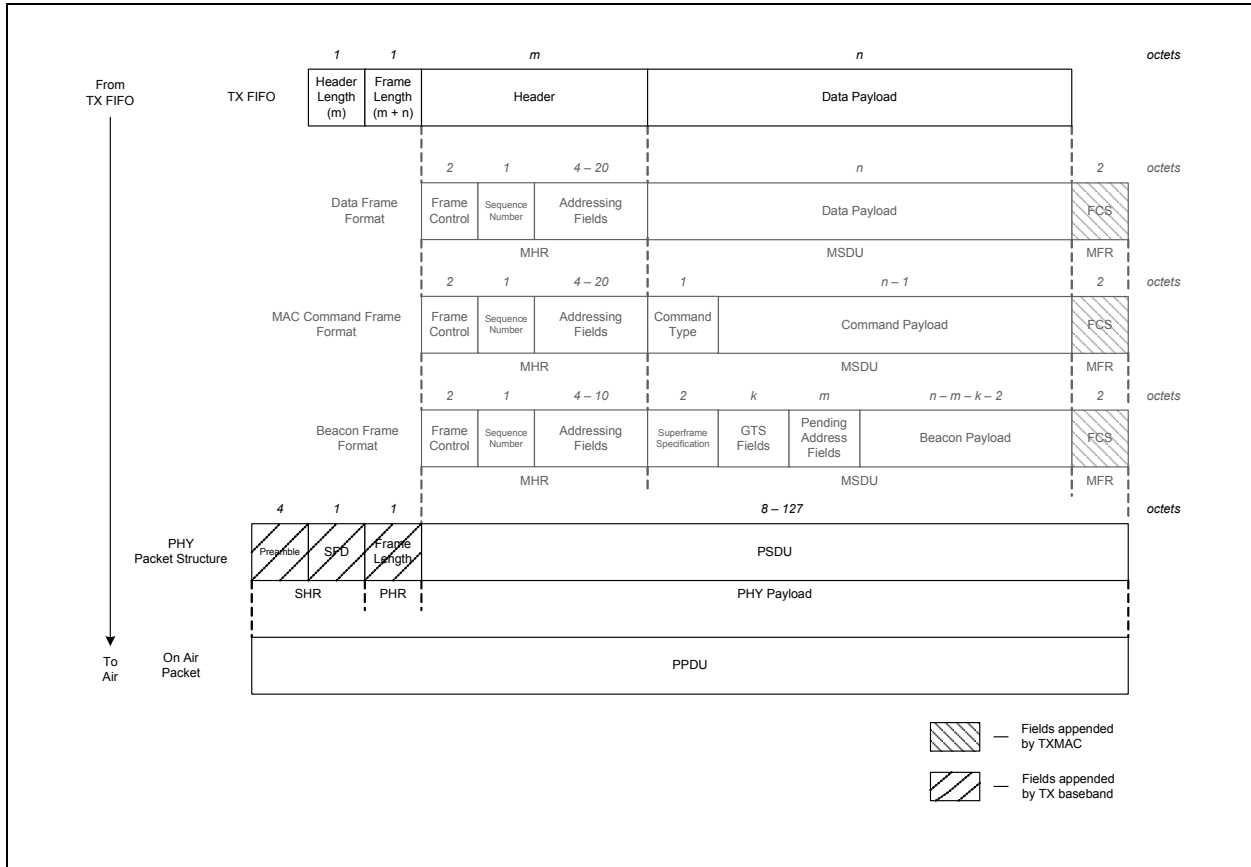 1 1 m n octets
From
TX FIFO
TX FIFO
Header
Length
(m)
Frame
Length
(m + n)
Header
Data Payload
2 1 4 – 20 n 2 octets
Data Frame
Format
Frame
Control
Sequence
Number
Addressing
Fields
Data Payload
FCS
MHR MSDU MFR
2 1 4 – 20 1 n – 1 2 octets
MAC Command Frame
Format
Frame
Control
Sequence
Number
Addressing
Fields
Command
Type
Command Payload
FCS
MHR MSDU MFR
2 1 4 – 10 2 k m n – m – k – 2 2 octets
Beacon Frame
Format
Frame
Control
Sequence
Number
Addressing
Fields
Superframe
Specification
GTS
Fields
Pending
Address
Fields
Beacon Payload
FCS
MHR MSDU MFR
4 1 1 8 – 127 octets
PHY
Packet Structure
Preamble
SFD
Frame
Length
PSDU
SHR PHR PHY Payload
To
Air
On Air
Packet
PPDU
— Fields appended
by TXMAC
— Fields appended
by TX baseband